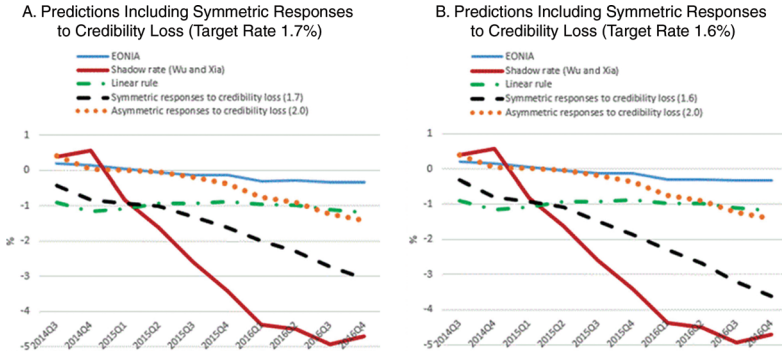 A. Predictions Including Symmetric Responses
to Credibility Loss (Target Rate 1.7%)
EONIA
Shadow rate (Wu and Xia)
Linear rule
Symmetric responses to credibility loss (1.7)
Asymmetric responses to credibility loss (2.0)
1
0
-1
-2
-3
-4
-5
%
2014Q3
2014Q4
2015Q1
2015Q2
2015Q3
2015Q4
2016Q1
2016Q2
2016Q3
2016Q4
B. Predictions Including Symmetric Responses
to Credibility Loss (Target Rate 1.6%)
EONIA
Shadow rate (Wu and Xia)
Linear rule
Symmetric responses to credibility loss (1.6)
Asymmetric responses to credibility loss (2.0)
1
0
-1
-2
-3
-4
-5
%
2014Q3
2014Q4
2015Q1
2015Q2
2015Q3
2015Q4
2016Q1
2016Q2
2016Q3
2016Q4